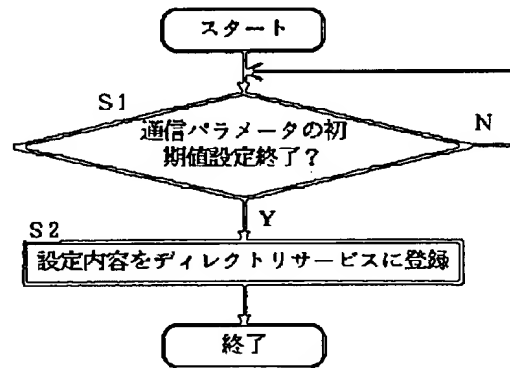 スタート
S1
通信パラメータの初
期値設定終了？
N
Y
S2
設定内容をディレクトリサービスに登録
終了